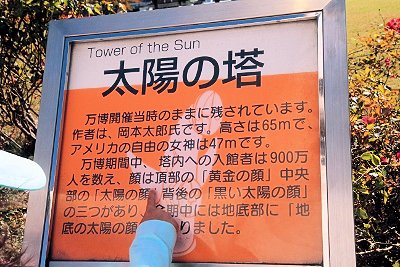 Tower of the Sun
太陽の塔
万博開催当時のままに残されています。
作者は、岡本太郎氏です。高さは65mで、
アメリカの自由の女神は47mです。
万博期間中、塔内への入館者は900万
人を数え、顔は頂部の「黄金の顔」中央
部の「太陽の顔」背後の「黒い太陽の顔」
の三つがあり、期中には地底部に「地
底の太陽の顔 りました。